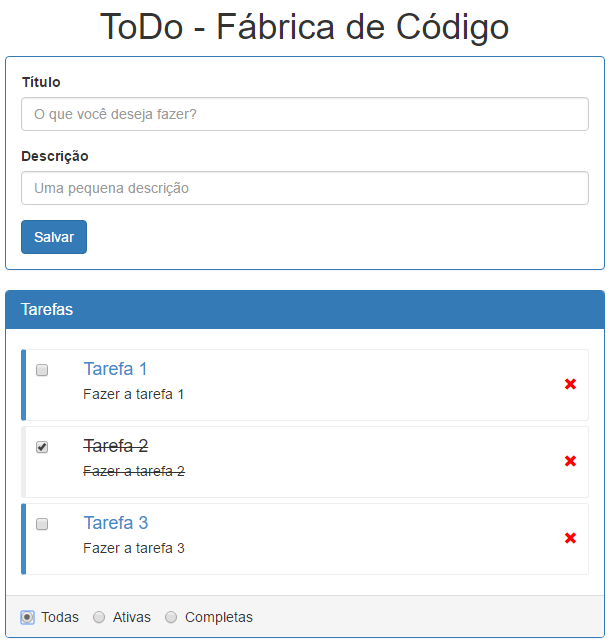 ToDo - Fábrica de Código
Título
O que você deseja fazer?
Descrição
Uma pequena descrição
Salvar
Tarefas
Tarefa 1
Fazer a tarefa 1
Tarefa 2
Fazer a tarefa 2
Tarefa 3
Fazer a tarefa 3
Todas Ativas Completas